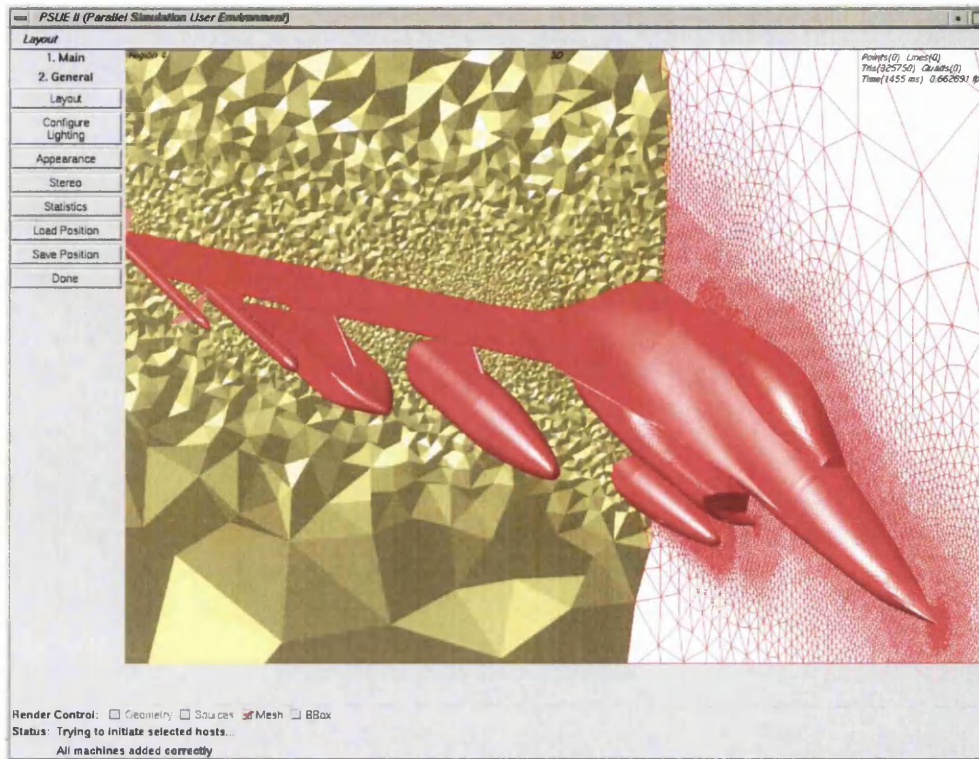 PSUE II (Parallel Simulation User Environment)
Layout
1. Main
2. General
Layout
Configure
Lighting
Appearance
Stereo
Statistics
Load Position
Save Position
Done
Region 4
3D
Points(0) Lines(0)
Tris(325750) Quads(0)
Time(1455 ms) 0.662691
Render Control: Geometry Sources Mesh BBox
Status: Trying to initiate selected hosts...
All machines added correctly